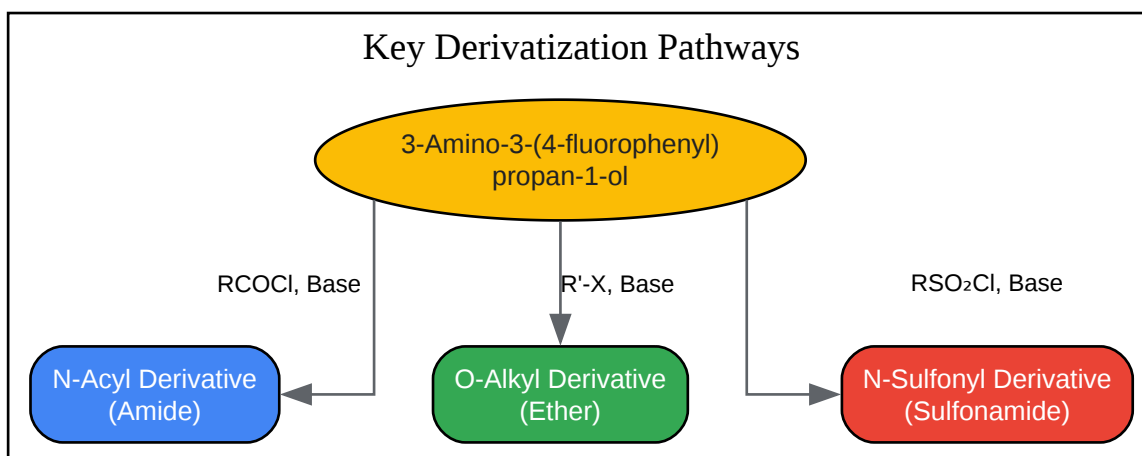 Key Derivatization Pathways
3-Amino-3-(4-fluorophenyl)
propan-1-ol
RCOCl, Base
R'-X, Base
RSO₂Cl, Base
N-Acyl Derivative
(Amide)
O-Alkyl Derivative
(Ether)
N-Sulfonyl Derivative
(Sulfonamide)